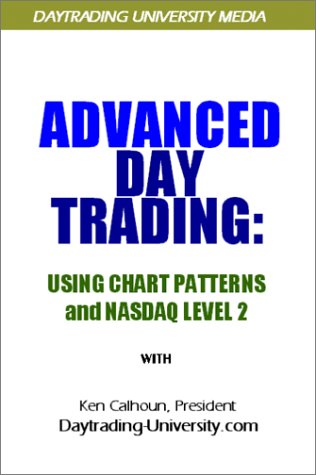 DAYTRADING UNIVERSITY MEDIA
ADVANCED
DAY
TRADING:
USING CHART PATTERNS
and NASDAQ LEVEL 2
WITH
Ken Calhoun, President
Daytrading-University.com